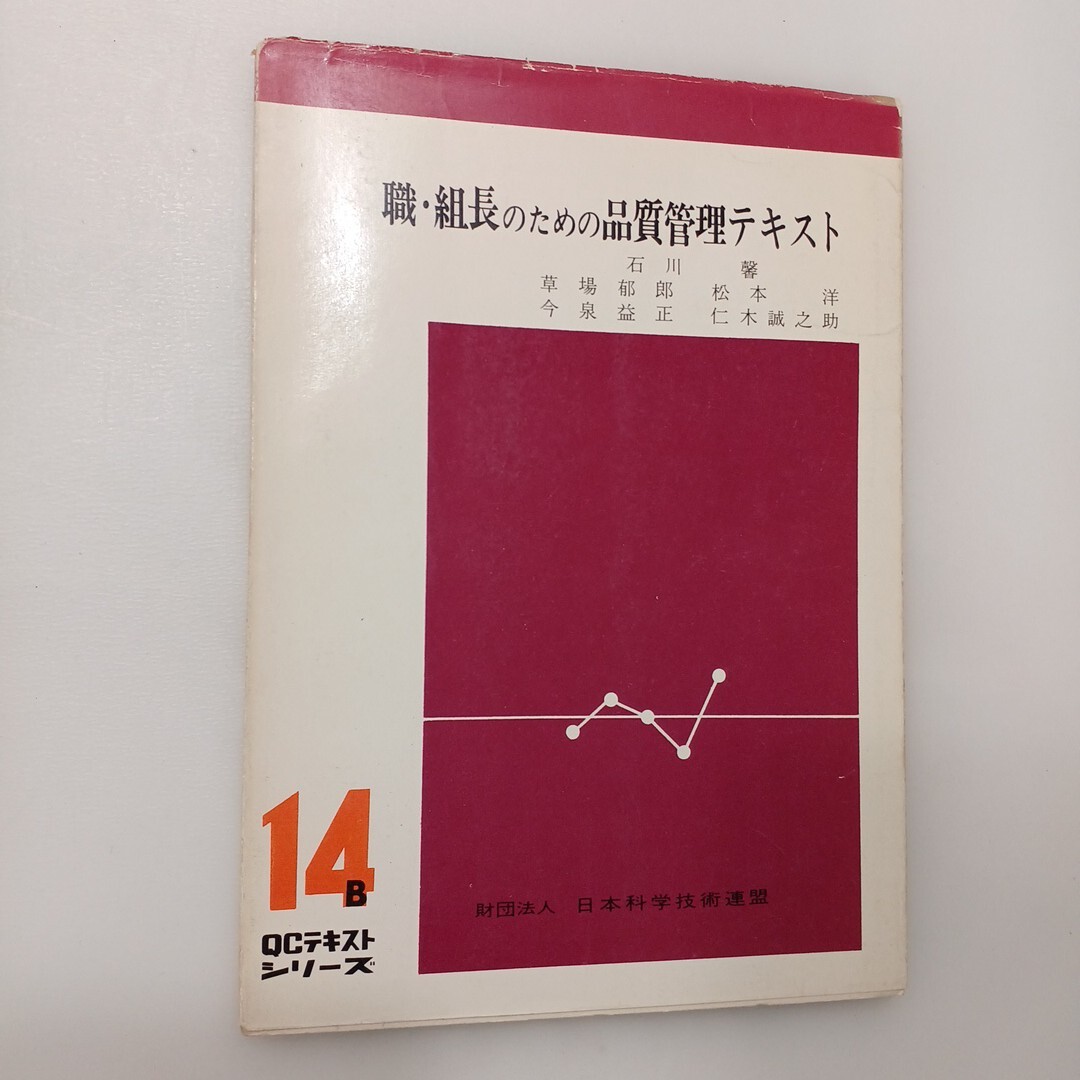 職・組長のための品質管理テキスト
石川 馨
草場郁郎 松本 洋
今泉益正 仁木誠之助
財団法人 日本科学技術連盟
14B
QCテキスト
シリーズ